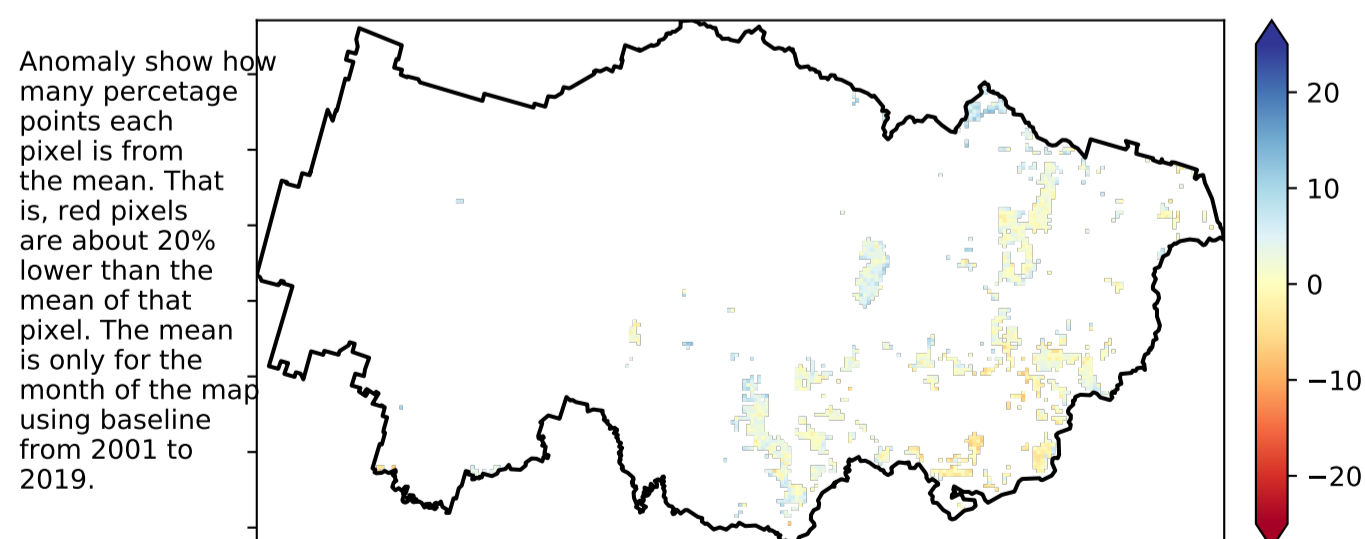 Anomaly show how
many percetage
points each
pixel is from
the mean. That
is, red pixels
are about 20%
lower than the
mean of that
pixel. The mean
is only for the
month of the map
using baseline
from 2001 to
2019.
20
10
0
−10
−20